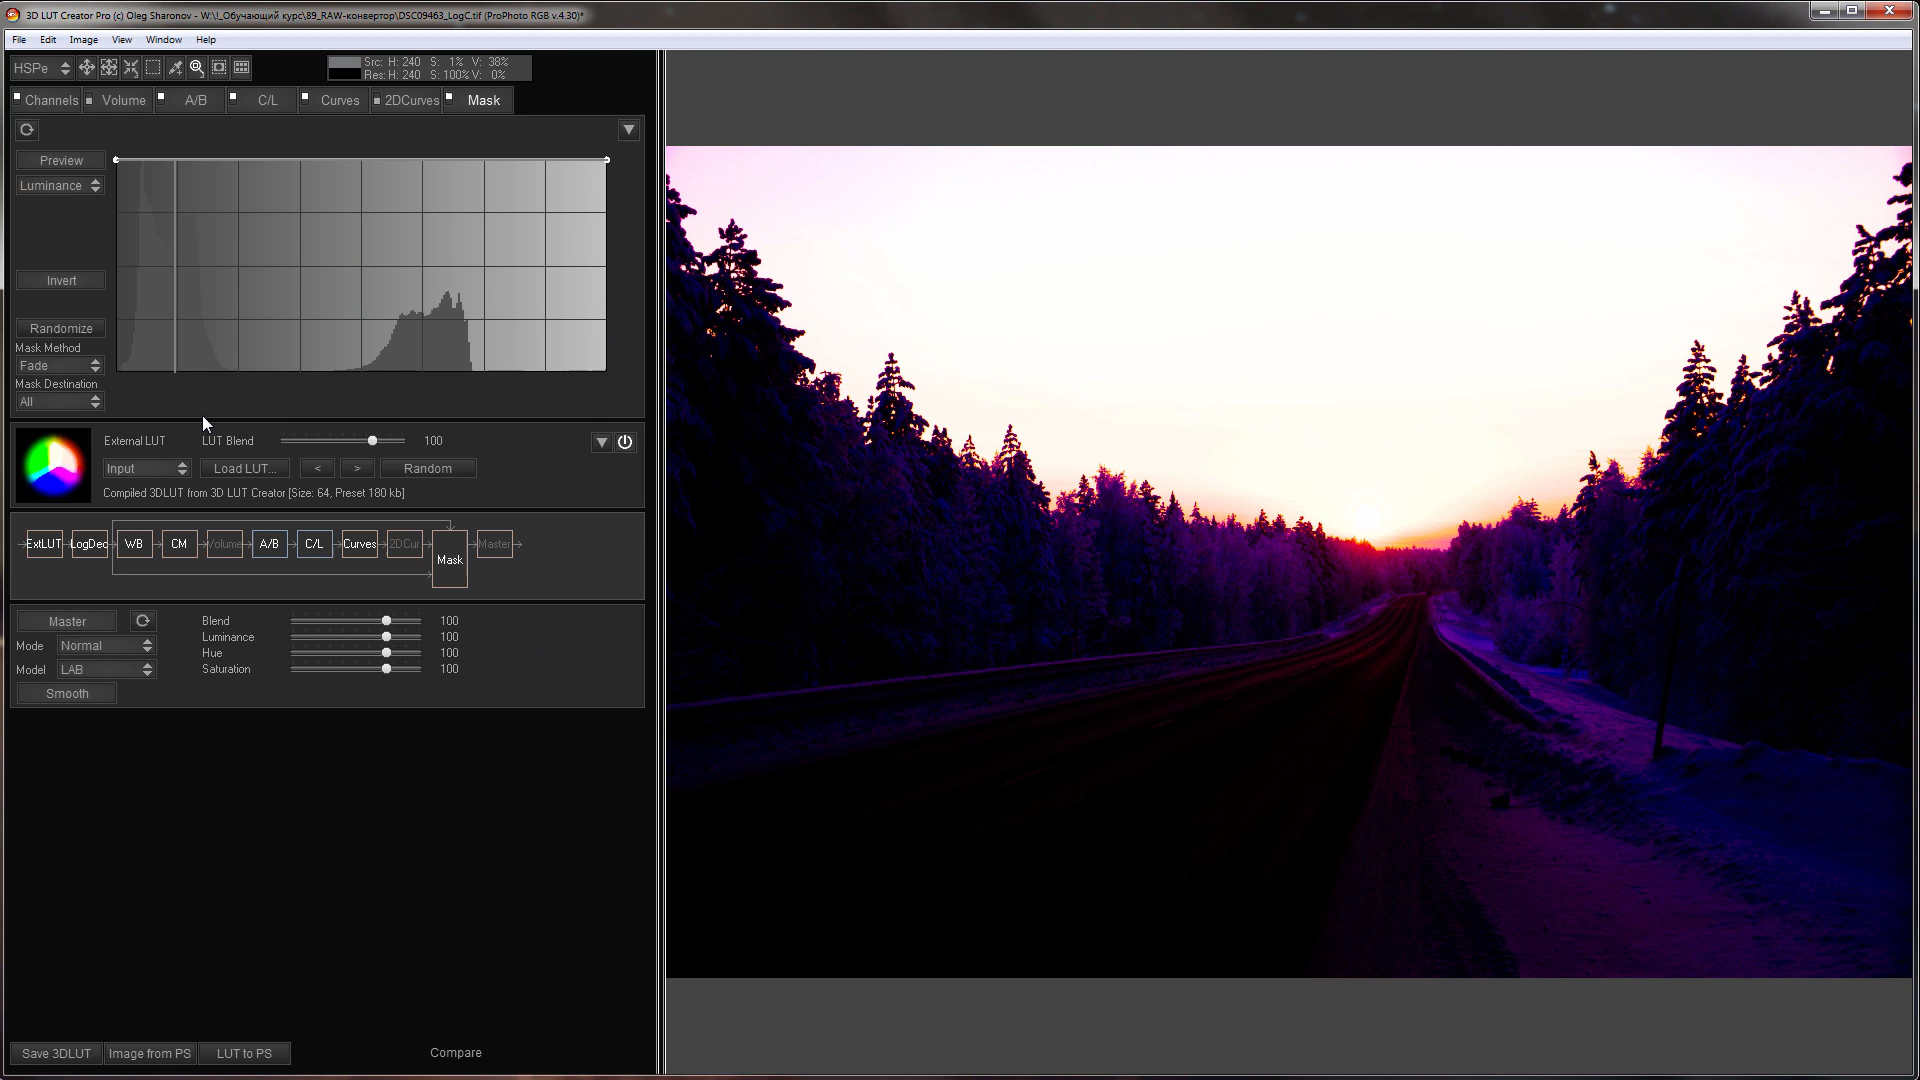 3D LUT Creator Pro (c) Oleg Sharonov - W:\!_Обучающий курс\89_RAW-конвертор\DSC09463_LogC.tif (ProPhoto RGB v.4.30)*
File Edit Image View Window Help
HSPe
Src: H: 240 S: 1% V: 38%
Res: H: 240 S: 100% V: 0%
Channels Volume A/B C/L Curves 2DCurves Mask
Preview
Luminance
Invert
Randomize
Mask Method
Fade
Mask Destination
All
External LUT LUT Blend 100
Input Load LUT... < > Random
Compiled 3DLUT from 3D LUT Creator [Size: 64, Preset 180 kb]
ExtLUT LogDec WB CM Volume A/B C/L Curves 2DCur Mask Master
Master Blend 100
Luminance 100
Mode Normal
Hue 100
Model LAB
Saturation 100
Smooth
Save 3DLUT Image from PS LUT to PS Compare